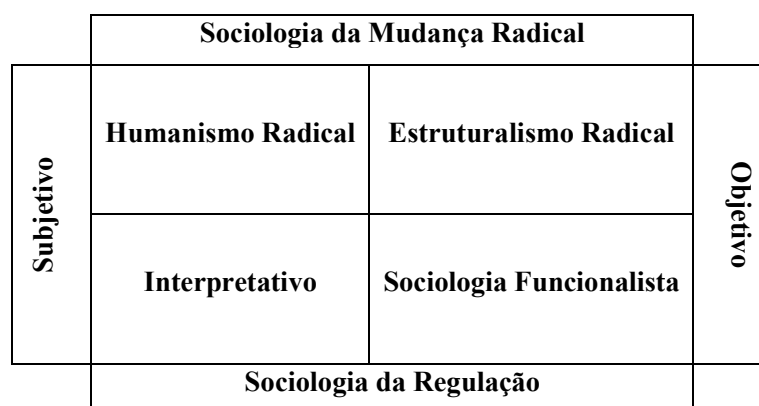 Sociologia da Mudança Radical
Subjetivo
Humanismo Radical
Estruturalismo Radical
Objetivo
Interpretativo
Sociologia Funcionalista
Sociologia da Regulação